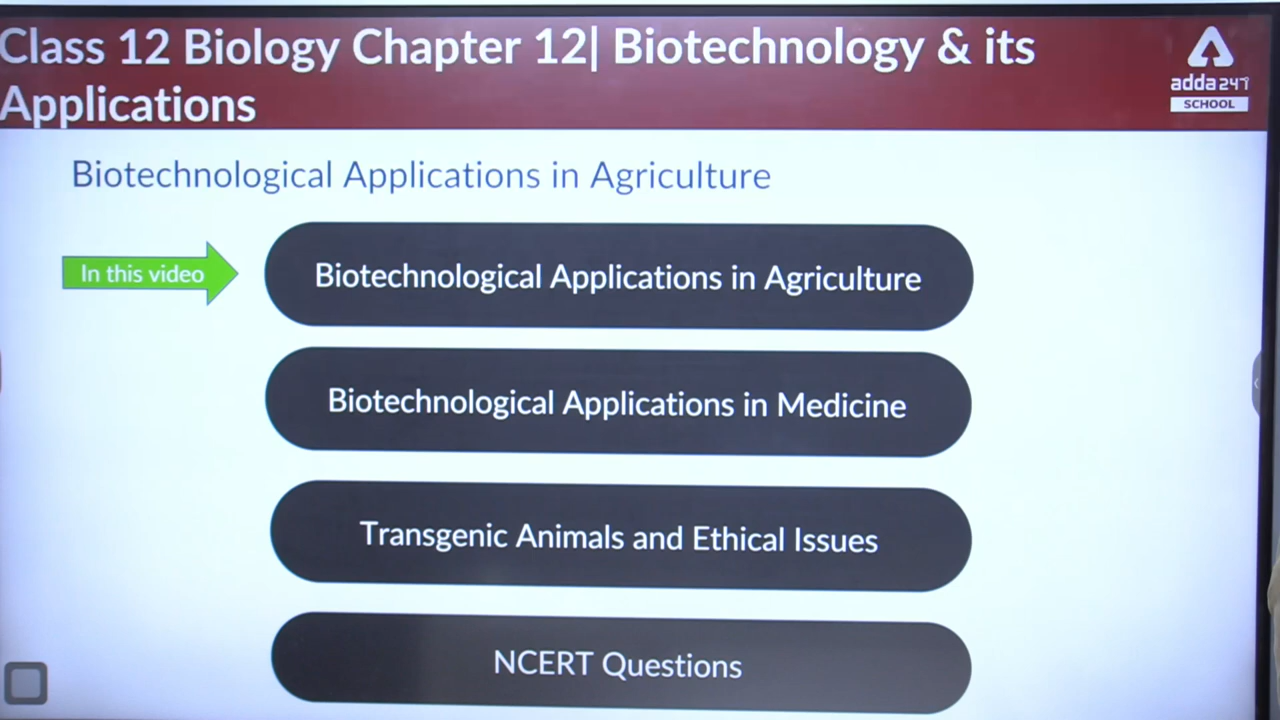 Class 12 Biology Chapter 12| Biotechnology & its
Applications
adda247
SCHOOL
Biotechnological Applications in Agriculture
In this video
Biotechnological Applications in Agriculture
Biotechnological Applications in Medicine
Transgenic Animals and Ethical Issues
NCERT Questions